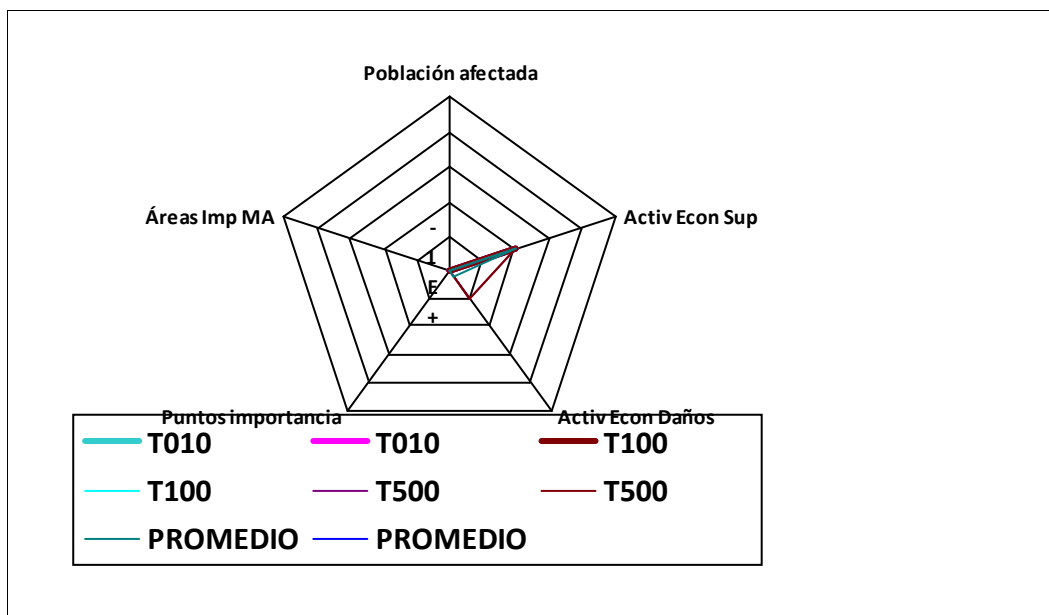 Población afectada
Áreas Imp MA
Activ Econ Sup
-
L
E
+
Puntos importancia
Activ Econ Daños
T010 T010 T100
T100 T500 T500
PROMEDIO PROMEDIO